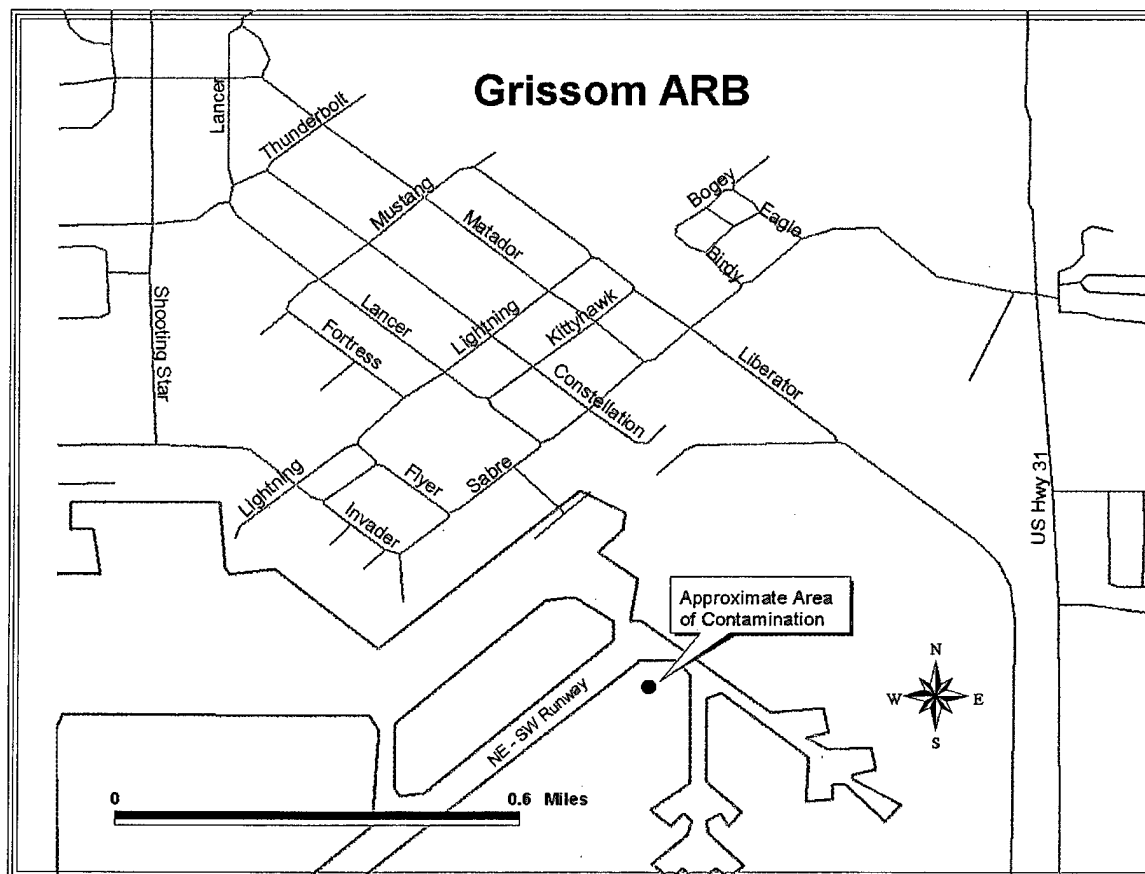 Grissom ARB
Lancer
Thunderbolt
Mustang
Matador
Bogey
Eagle
Birdy
Shooting Star
Lancer
Fortress
Lightning
Kittyhawk
Constellation
Liberator
US Hwy 31
Lightning
Flyer
Sabre
Invader
Approximate Area
of Contamination
NE - SW Runway
N
W E
S
0 0.6 Miles